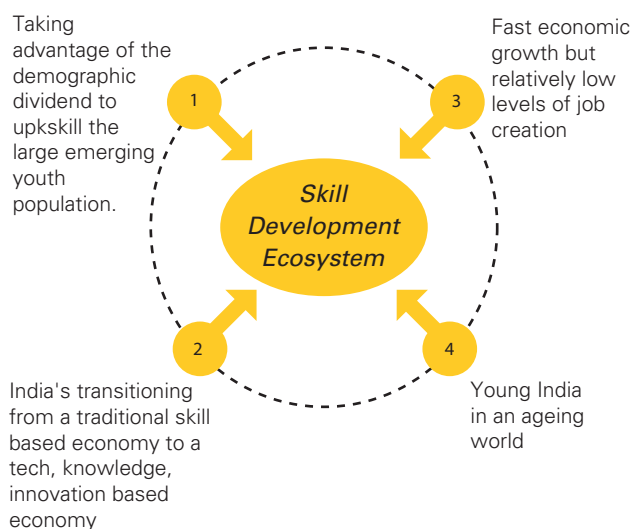 Taking
advantage of the
demographic
dividend to
upkskill the
large emerging
youth
population.
1
Fast economic
growth but
relatively low
levels of job
creation
3
Skill
Development
Ecosystem
2
India's transitioning
from a traditional skill
based economy to a
tech, knowledge,
innovation based
economy
4
Young India
in an ageing
world